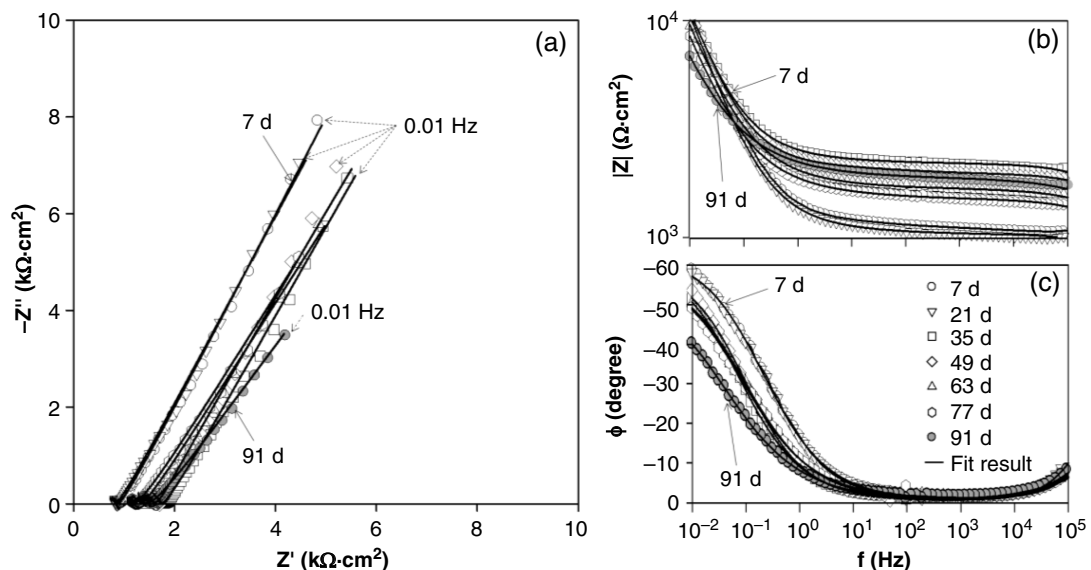 (a)
10
8
6
4
2
0
−Z″ (kΩ·cm²)
0 2 4 6 8 10
Z' (kΩ·cm²)
7 d
0.01 Hz
0.01 Hz
91 d
(b)
10⁴
10³
|Z| (Ω·cm²)
7 d
91 d
(c)
−60
−50
−40
−30
−20
−10
0
ϕ (degree)
7 d
91 d
7 d
21 d
35 d
49 d
63 d
77 d
91 d
Fit result
10⁻² 10⁻¹ 10⁰ 10¹ 10² 10³ 10⁴ 10⁵
f (Hz)